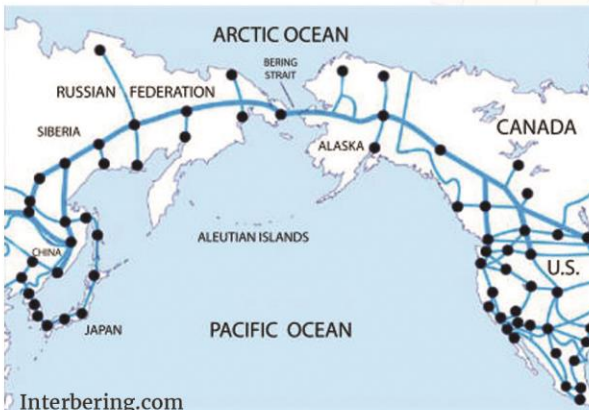 ARCTIC OCEAN
BERING
STRAIT
RUSSIAN FEDERATION
SIBERIA
ALASKA
CANADA
ALEUTIAN ISLANDS
CHINA
U.S.
JAPAN
PACIFIC OCEAN
Interbering.com